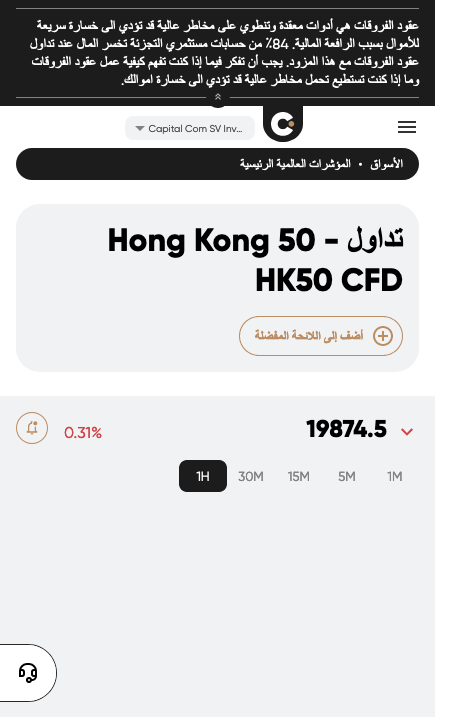 عقود الفروقات هي أدوات معقدة وتنطوي على مخاطر عالية قد تؤدي الى خسارة سريعة
للأموال بسبب الرافعة المالية. 84٪ من حسابات مستثمري التجزئة تخسر المال عند تداول
عقود الفروقات مع هذا المزود. يجب أن تفكر فيما إذا كنت تفهم كيفية عمل عقود الفروقات
وما إذا كنت تستطيع تحمل مخاطر عالية قد تؤدي الى خسارة اموالك.
Capital Com SV Inv...
الأسواق • المؤشرات العالمية الرئيسية
تداول Hong Kong 50 -
HK50 CFD
أضف إلى اللائحة المفضلة
19874.5
0.31%
1M 5M 15M 30M 1H